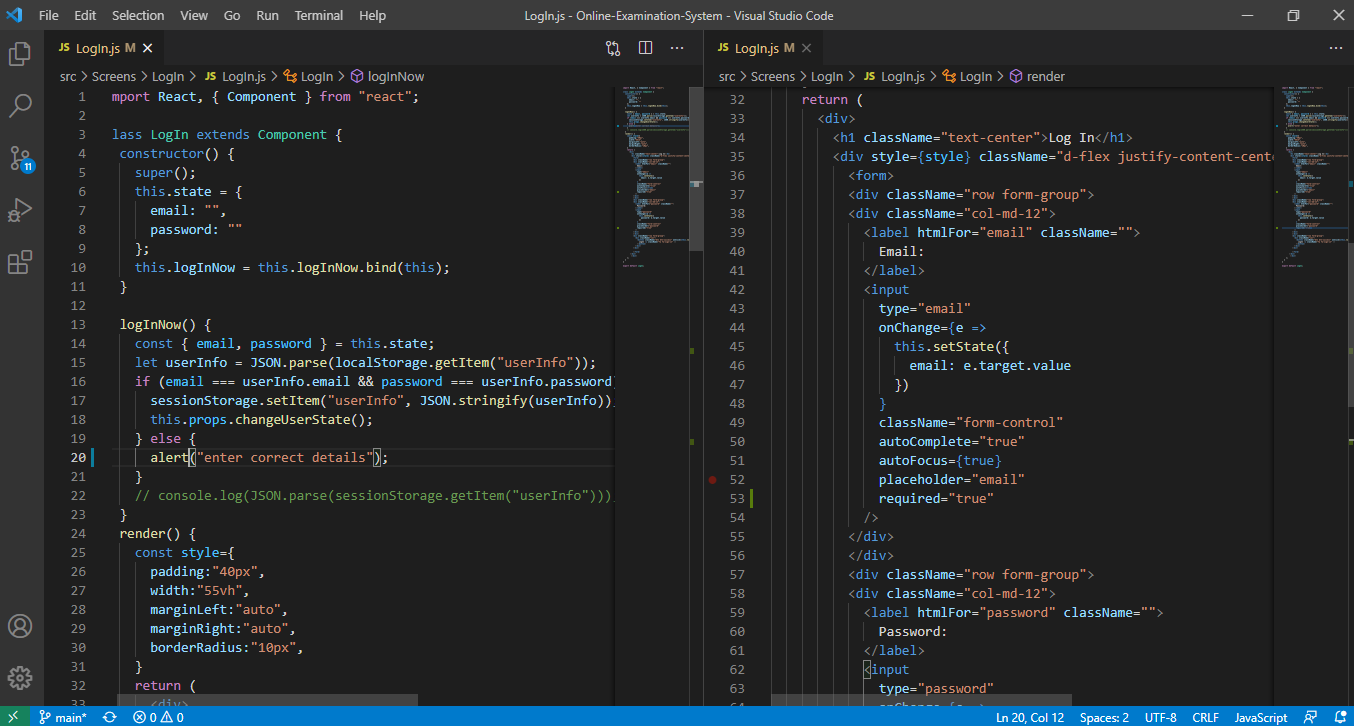 File Edit Selection View Go Run Terminal Help LogIn.js - Online-Examination-System - Visual Studio Code
JS LogIn.js M
src > Screens > LogIn > JS LogIn.js > LogIn > logInNow
1 mport React, { Component } from "react";
2
3 lass LogIn extends Component {
4 constructor() {
5 super();
6 this.state = {
7 email: "",
8 password: ""
9 };
10 this.logInNow = this.logInNow.bind(this);
11 }
12
13 logInNow() {
14 const { email, password } = this.state;
15 let userInfo = JSON.parse(localStorage.getItem("userInfo"));
16 if (email === userInfo.email && password === userInfo.password)
17 sessionStorage.setItem("userInfo", JSON.stringify(userInfo));
18 this.props.changeUserState();
19 } else {
20 alert("enter correct details");
21 }
22 // console.log(JSON.parse(sessionStorage.getItem("userInfo")));
23 }
24 render() {
25 const style={
26 padding:"40px",
27 width:"55vh",
28 marginLeft:"auto",
29 marginRight:"auto",
30 borderRadius:"10px",
31 }
32 return (
33 <div>
JS LogIn.js M
src > Screens > LogIn > JS LogIn.js > LogIn > render
32 return (
33 <div>
34 <h1 className="text-center">Log In</h1>
35 <div style={style} className="d-flex justify-content-cente
36 <form>
37 <div className="row form-group">
38 <div className="col-md-12">
39 <label htmlFor="email" className="">
40 Email:
41 </label>
42 <input
43 type="email"
44 onChange={e =>
45 this.setState({
46 email: e.target.value
47 })
48 }
49 className="form-control"
50 autoComplete="true"
51 autoFocus={true}
52 placeholder="email"
53 required="true"
54 />
55 </div>
56 </div>
57 <div className="row form-group">
58 <div className="col-md-12">
59 <label htmlFor="password" className="">
60 Password:
61 </label>
62 <input
63 type="password"
64 onChange={e =>
11
main* 0 0 Ln 20, Col 12 Spaces: 2 UTF-8 CRLF JavaScript